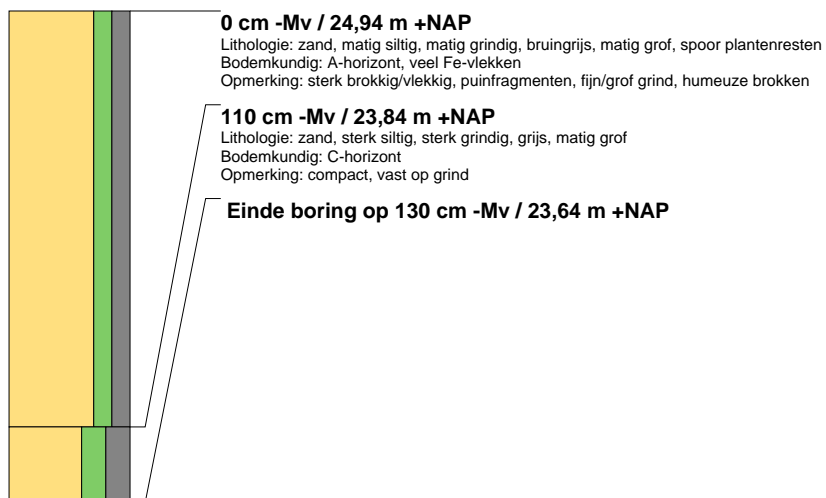 0 cm -Mv / 24,94 m +NAP
Lithologie: zand, matig siltig, matig grindig, bruingrijs, matig grof, spoor plantenresten
Bodemkundig: A-horizont, veel Fe-vlekken
Opmerking: sterk brokkig/vlekkig, puinfragmenten, fijn/grof grind, humeuze brokken
110 cm -Mv / 23,84 m +NAP
Lithologie: zand, sterk siltig, sterk grindig, grijs, matig grof
Bodemkundig: C-horizont
Opmerking: compact, vast op grind
Einde boring op 130 cm -Mv / 23,64 m +NAP